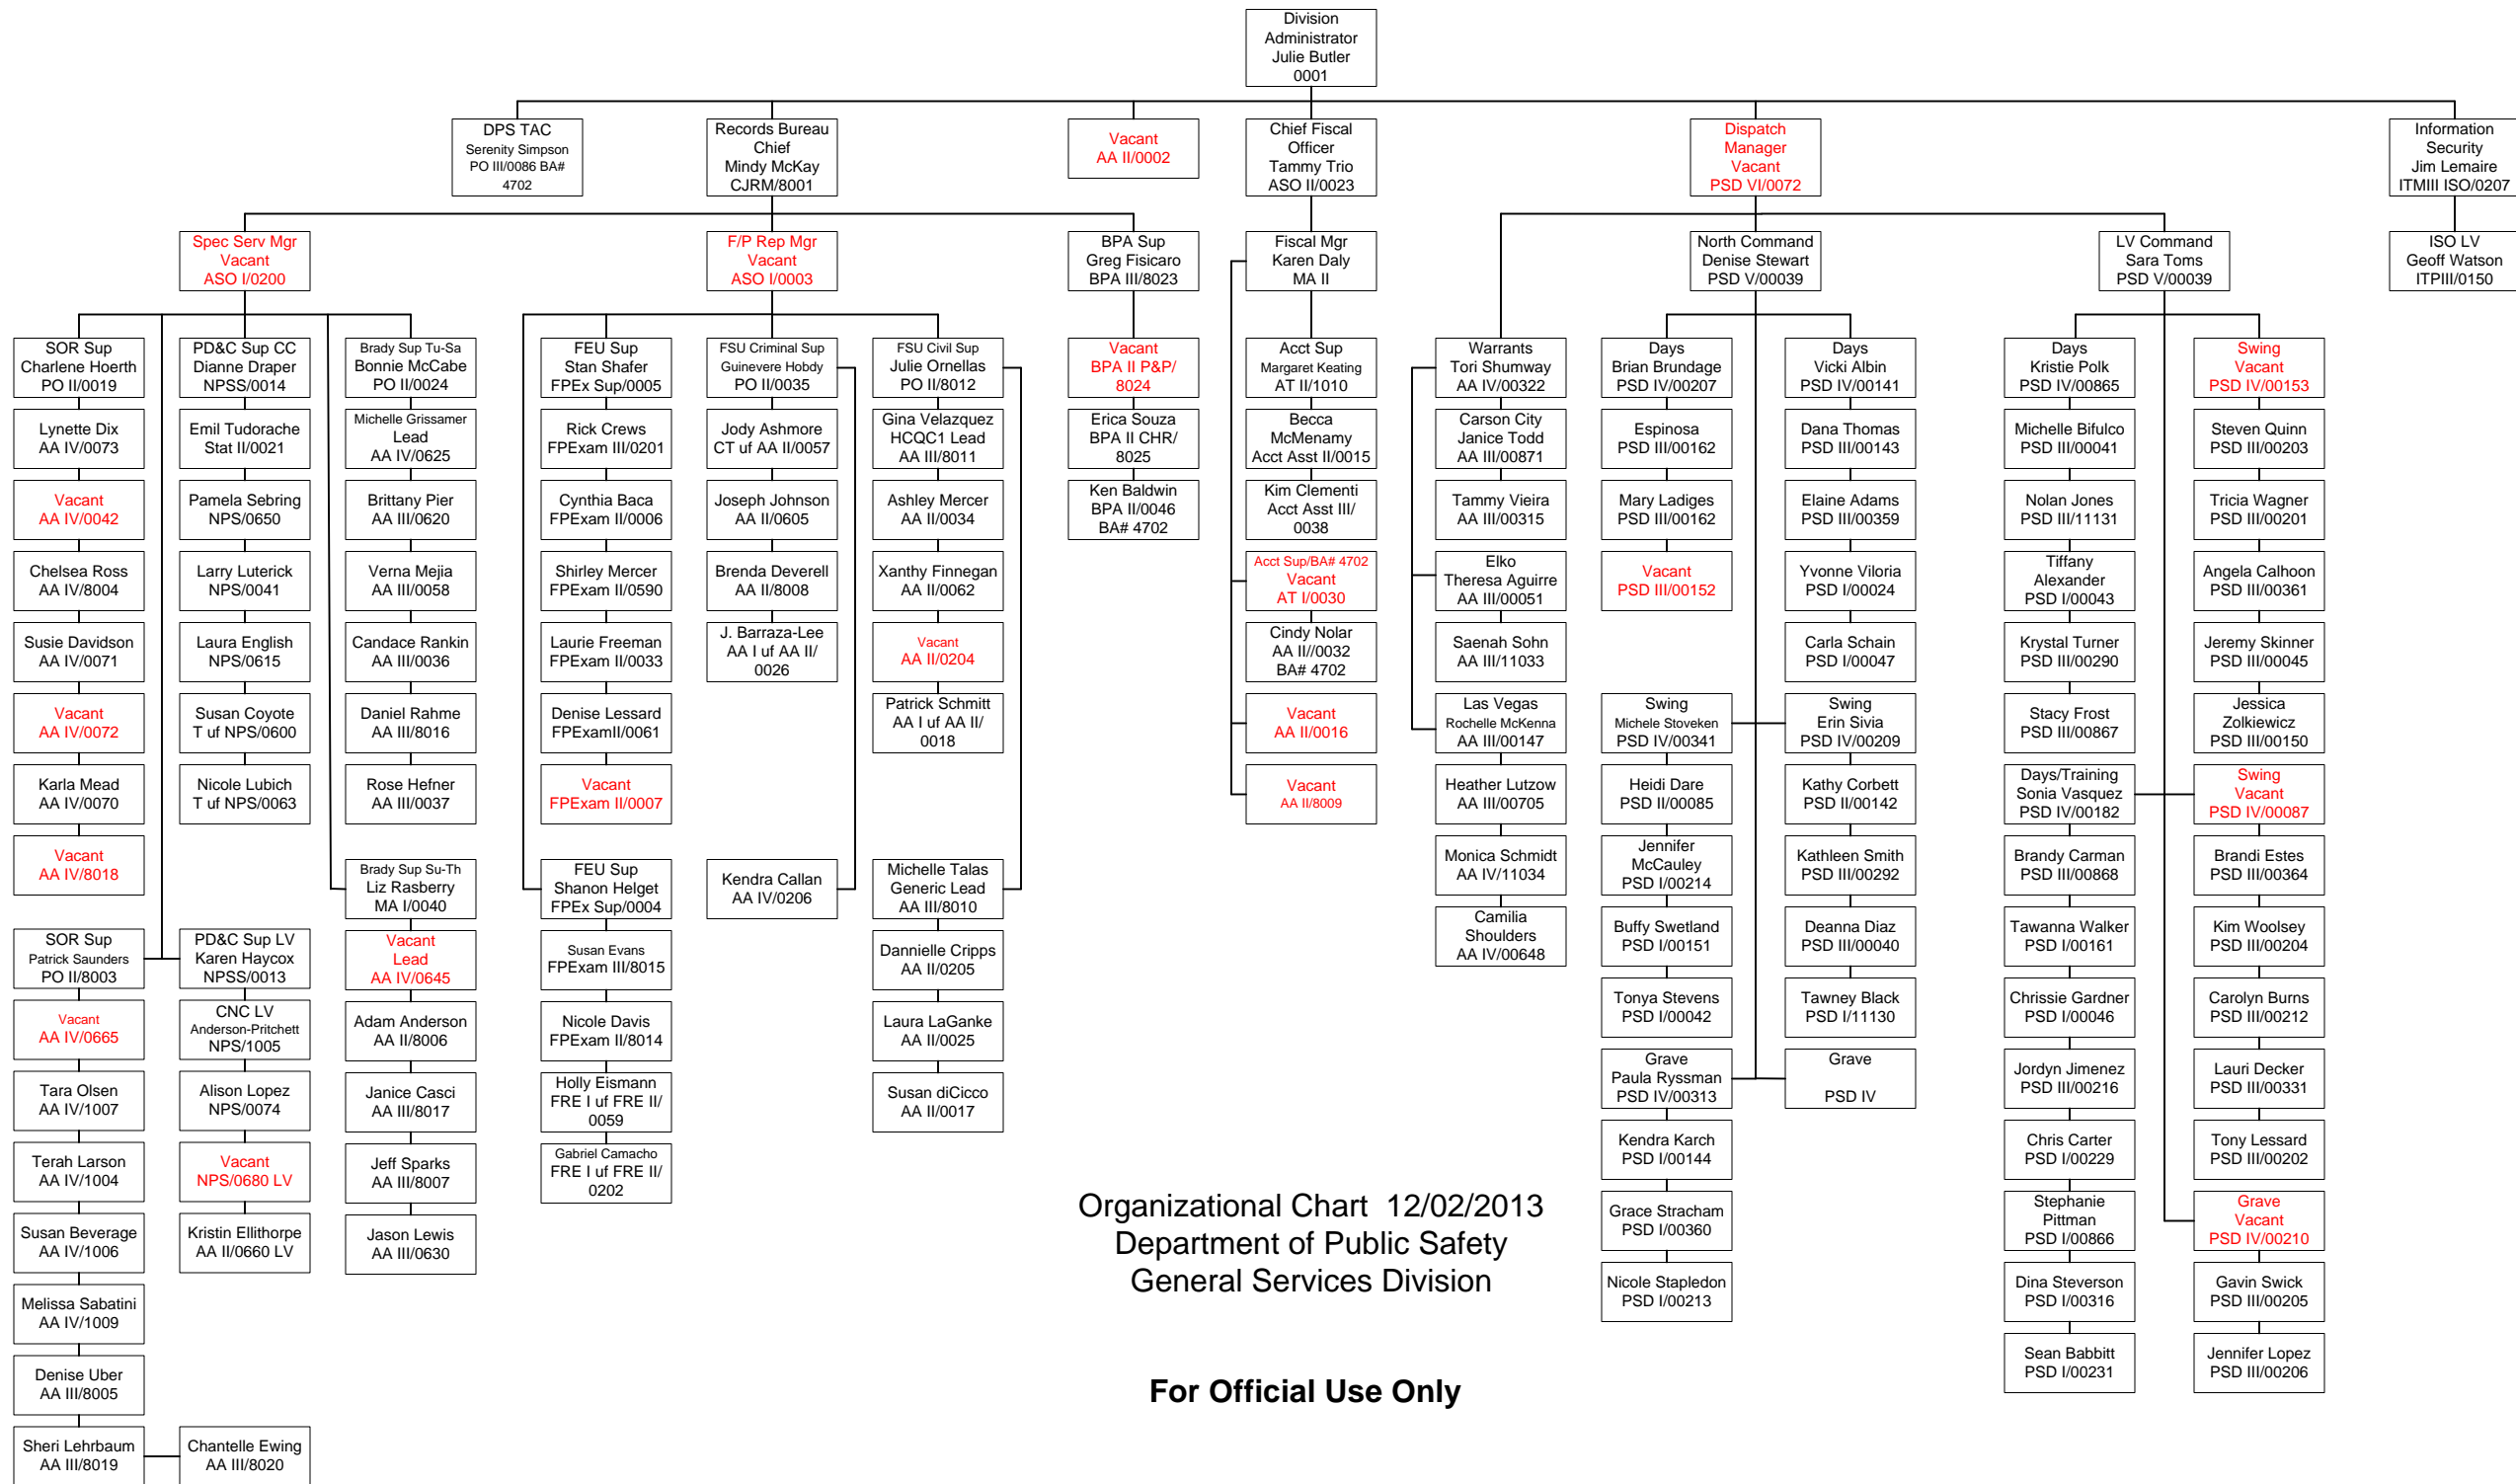 Division
Administrator
Julie Butler
0001
DPS TAC
Serenity Simpson
PO III/0086 BA#
4702
Records Bureau
Chief
Mindy McKay
CJRM/8001
Vacant
AA II/0002
Chief Fiscal
Officer
Tammy Trio
ASO II/0023
Dispatch
Manager
Vacant
PSD VI/0072
Information
Security
Jim Lemaire
ITMIII ISO/0207
Spec Serv Mgr
Vacant
ASO I/0200
F/P Rep Mgr
Vacant
ASO I/0003
BPA Sup
Greg Fisicaro
BPA III/8023
Fiscal Mgr
Karen Daly
MA II
North Command
Denise Stewart
PSD V/00039
LV Command
Sara Toms
PSD V/00039
ISO LV
Geoff Watson
ITPIII/0150
SOR Sup
Charlene Hoerth
PO II/0019
Lynette Dix
AA IV/0073
Vacant
AA IV/0042
Chelsea Ross
AA IV/8004
Susie Davidson
AA IV/0071
Vacant
AA IV/0072
Karla Mead
AA IV/0070
Vacant
AA IV/8018
SOR Sup
Patrick Saunders
PO II/8003
Vacant
AA IV/0665
Tara Olsen
AA IV/1007
Terah Larson
AA IV/1004
Susan Beverage
AA IV/1006
Melissa Sabatini
AA IV/1009
Denise Uber
AA III/8005
Sheri Lehrbaum
AA III/8019
Chantelle Ewing
AA III/8020
PD&C Sup CC
Dianne Draper
NPSS/0014
Emil Tudorache
Stat II/0021
Pamela Sebring
NPS/0650
Larry Luterick
NPS/0041
Laura English
NPS/0615
Susan Coyote
T uf NPS/0600
Nicole Lubich
T uf NPS/0063
PD&C Sup LV
Karen Haycox
NPSS/0013
CNC LV
Anderson-Pritchett
NPS/1005
Alison Lopez
NPS/0074
Vacant
NPS/0680 LV
Kristin Ellithorpe
AA II/0660 LV
Brady Sup Tu-Sa
Bonnie McCabe
PO II/0024
Michelle Grissamer
Lead
AA IV/0625
Brittany Pier
AA III/0620
Verna Mejia
AA III/0058
Candace Rankin
AA III/0036
Daniel Rahme
AA III/8016
Rose Hefner
AA III/0037
Brady Sup Su-Th
Liz Rasberry
MA I/0040
Vacant
Lead
AA IV/0645
Adam Anderson
AA II/8006
Janice Casci
AA III/8017
Jeff Sparks
AA III/8007
Jason Lewis
AA III/0630
FEU Sup
Stan Shafer
FPEx Sup/0005
Rick Crews
FPExam III/0201
Cynthia Baca
FPExam II/0006
Shirley Mercer
FPExam II/0590
Laurie Freeman
FPExam II/0033
Denise Lessard
FPExamII/0061
Vacant
FPExam II/0007
FEU Sup
Shanon Helget
FPEx Sup/0004
Susan Evans
FPExam III/8015
Nicole Davis
FPExam II/8014
Holly Eismann
FRE I uf FRE II/
0059
Gabriel Camacho
FRE I uf FRE II/
0202
FSU Criminal Sup
Guinevere Hobdy
PO II/0035
Jody Ashmore
CT uf AA II/0057
Joseph Johnson
AA II/0605
Brenda Deverell
AA II/8008
J. Barraza-Lee
AA I uf AA II/
0026
Kendra Callan
AA IV/0206
FSU Civil Sup
Julie Ornellas
PO II/8012
Gina Velazquez
HCQC1 Lead
AA III/8011
Ashley Mercer
AA II/0034
Xanthy Finnegan
AA II/0062
Vacant
AA II/0204
Patrick Schmitt
AA I uf AA II/
0018
Michelle Talas
Generic Lead
AA III/8010
Dannielle Cripps
AA II/0205
Laura LaGanke
AA II/0025
Susan diCicco
AA II/0017
Vacant
BPA II P&P/
8024
Erica Souza
BPA II CHR/
8025
Ken Baldwin
BPA II/0046
BA# 4702
Acct Sup
Margaret Keating
AT II/1010
Becca
McMenamy
Acct Asst II/0015
Kim Clementi
Acct Asst III/
0038
Acct Sup/BA# 4702
Vacant
AT I/0030
Cindy Nolar
AA II//0032
BA# 4702
Vacant
AA II/0016
Vacant
AA II/8009
Warrants
Tori Shumway
AA IV/00322
Carson City
Janice Todd
AA III/00871
Tammy Vieira
AA III/00315
Elko
Theresa Aguirre
AA III/00051
Saenah Sohn
AA III/11033
Las Vegas
Rochelle McKenna
AA III/00147
Heather Lutzow
AA III/00705
Monica Schmidt
AA IV/11034
Camilia
Shoulders
AA IV/00648
Days
Brian Brundage
PSD IV/00207
Espinosa
PSD III/00162
Mary Ladiges
PSD III/00162
Vacant
PSD III/00152
Swing
Michele Stoveken
PSD IV/00341
Heidi Dare
PSD II/00085
Jennifer
McCauley
PSD I/00214
Buffy Swetland
PSD I/00151
Tonya Stevens
PSD I/00042
Grave
Paula Ryssman
PSD IV/00313
Kendra Karch
PSD I/00144
Grace Stracham
PSD I/00360
Nicole Stapledon
PSD I/00213
Days
Vicki Albin
PSD IV/00141
Dana Thomas
PSD III/00143
Elaine Adams
PSD III/00359
Yvonne Viloria
PSD I/00024
Carla Schain
PSD I/00047
Swing
Erin Sivia
PSD IV/00209
Kathy Corbett
PSD II/00142
Kathleen Smith
PSD III/00292
Deanna Diaz
PSD III/00040
Tawney Black
PSD I/11130
Grave
PSD IV
Days
Kristie Polk
PSD IV/00865
Michelle Bifulco
PSD III/00041
Nolan Jones
PSD III/11131
Tiffany
Alexander
PSD I/00043
Krystal Turner
PSD III/00290
Stacy Frost
PSD III/00867
Days/Training
Sonia Vasquez
PSD IV/00182
Brandy Carman
PSD III/00868
Tawanna Walker
PSD I/00161
Chrissie Gardner
PSD I/00046
Jordyn Jimenez
PSD III/00216
Chris Carter
PSD I/00229
Stephanie
Pittman
PSD I/00866
Dina Steverson
PSD I/00316
Sean Babbitt
PSD I/00231
Swing
Vacant
PSD IV/00153
Steven Quinn
PSD III/00203
Tricia Wagner
PSD III/00201
Angela Calhoon
PSD III/00361
Jeremy Skinner
PSD III/00045
Jessica
Zolkiewicz
PSD III/00150
Swing
Vacant
PSD IV/00087
Brandi Estes
PSD III/00364
Kim Woolsey
PSD III/00204
Carolyn Burns
PSD III/00212
Lauri Decker
PSD III/00331
Tony Lessard
PSD III/00202
Grave
Vacant
PSD IV/00210
Gavin Swick
PSD III/00205
Jennifer Lopez
PSD III/00206
Organizational Chart  12/02/2013
Department of Public Safety
General Services Division
For Official Use Only